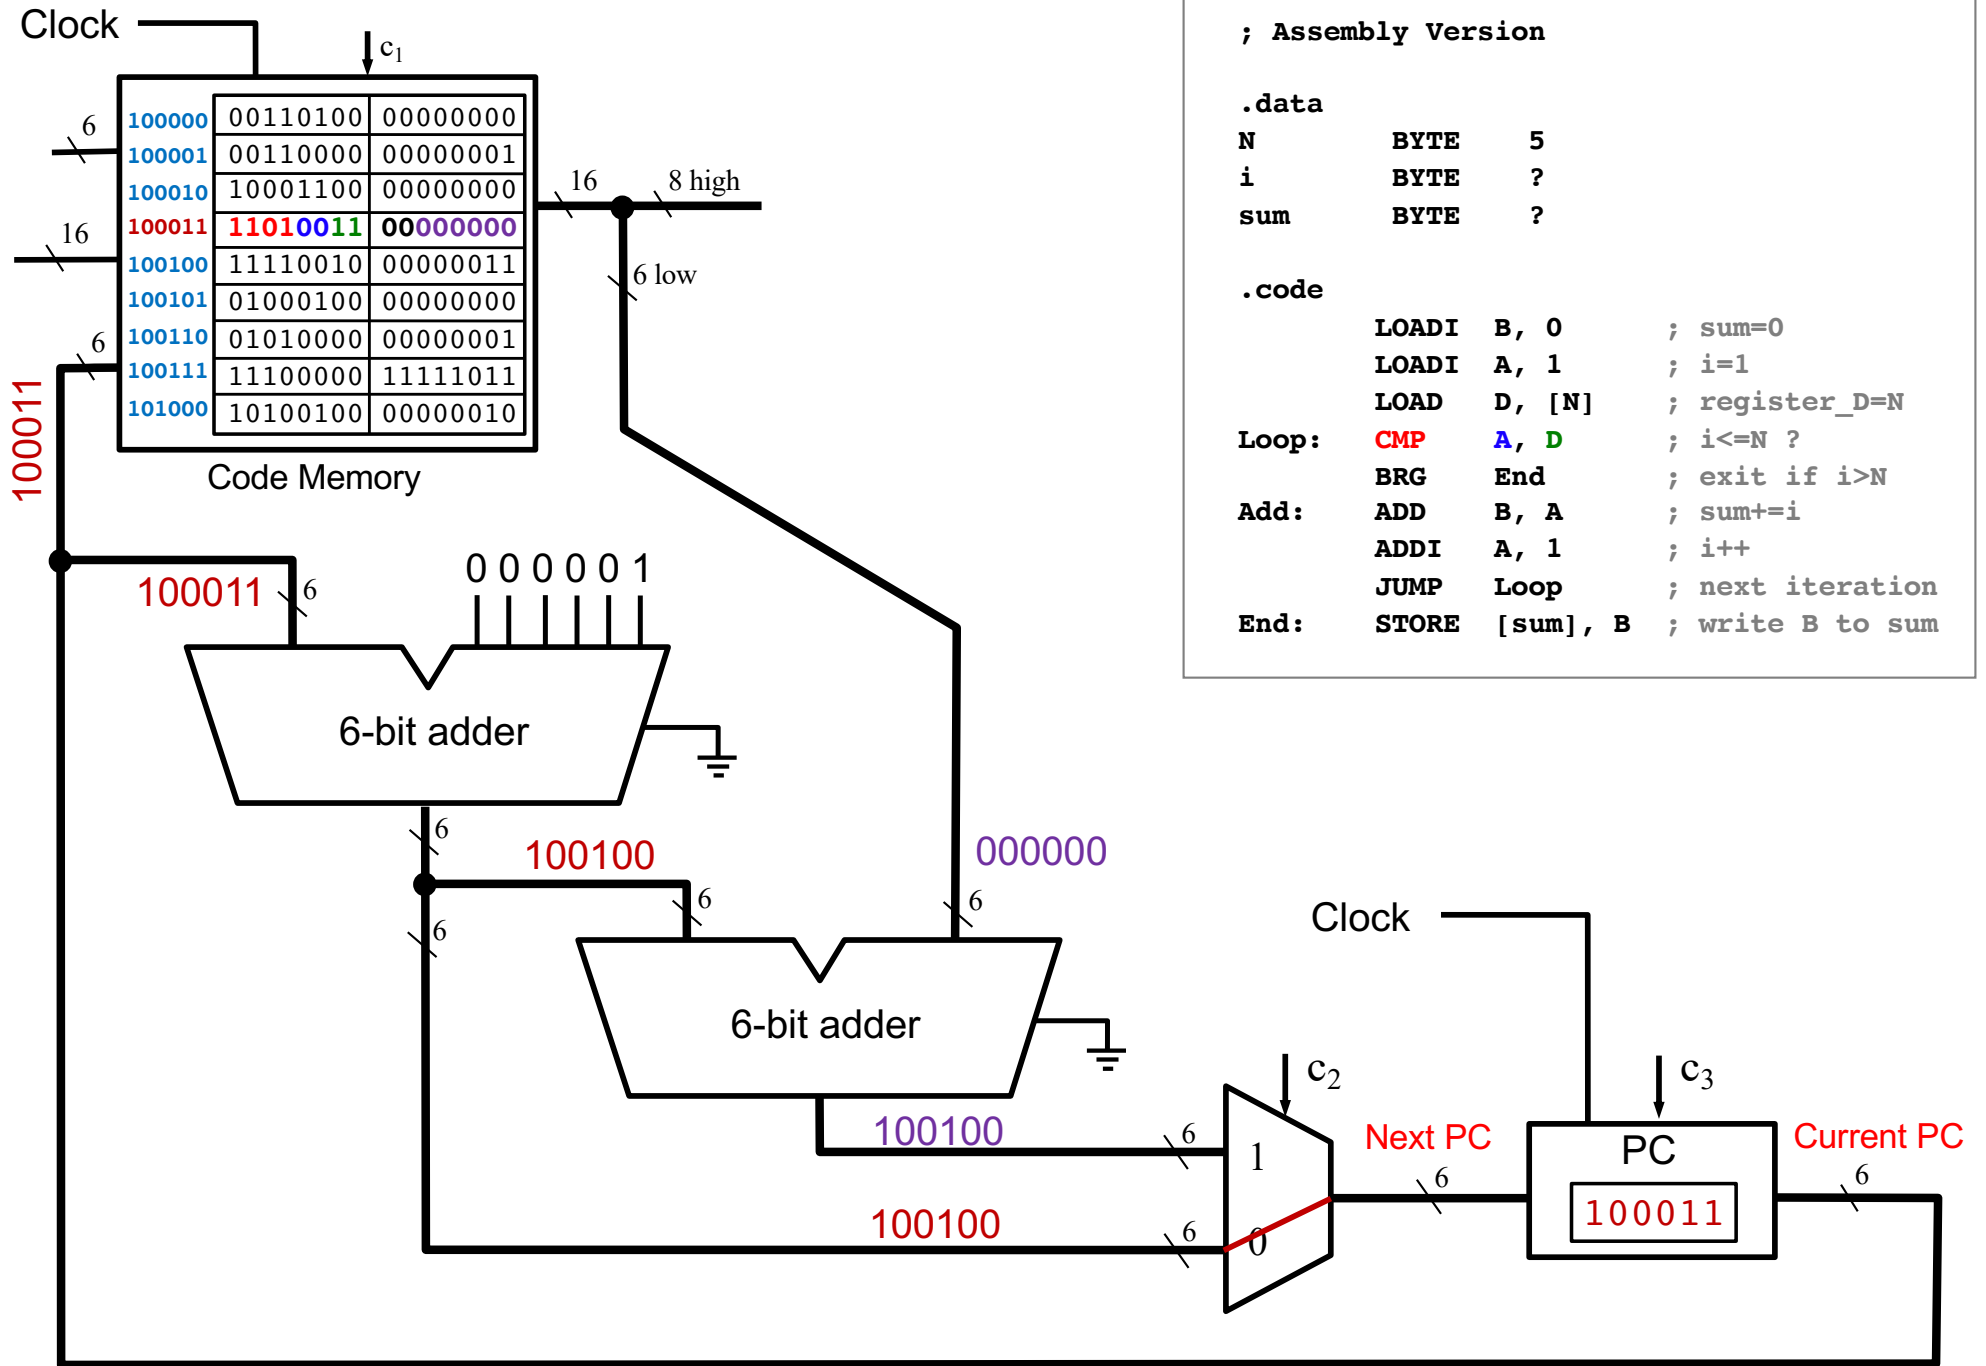 Clock
c1
6
16
6
100000 00110100 00000000
100001 00110000 00000001
100010 10001100 00000000
100011 11010011 00000000
100100 11110010 00000011
100101 01000100 00000000
100110 01010000 00000001
100111 11100000 11111011
101000 10100100 00000010
Code Memory
16
8 high
6 low
100011
100011
6
0 0 0 0 0 1
6-bit adder
6
100100
6
6
000000
6
6-bit adder
100100
6
100100
6
c2
1
0
Next PC
6
Clock
c3
PC
100011
Current PC
6
; Assembly Version
.data
N BYTE 5
i BYTE ?
sum BYTE ?
.code
LOADI B, 0 ; sum=0
LOADI A, 1 ; i=1
LOAD D, [N] ; register_D=N
Loop: CMP A, D ; i<=N ?
BRG End ; exit if i>N
Add: ADD B, A ; sum+=i
ADDI A, 1 ; i++
JUMP Loop ; next iteration
End: STORE [sum], B ; write B to sum